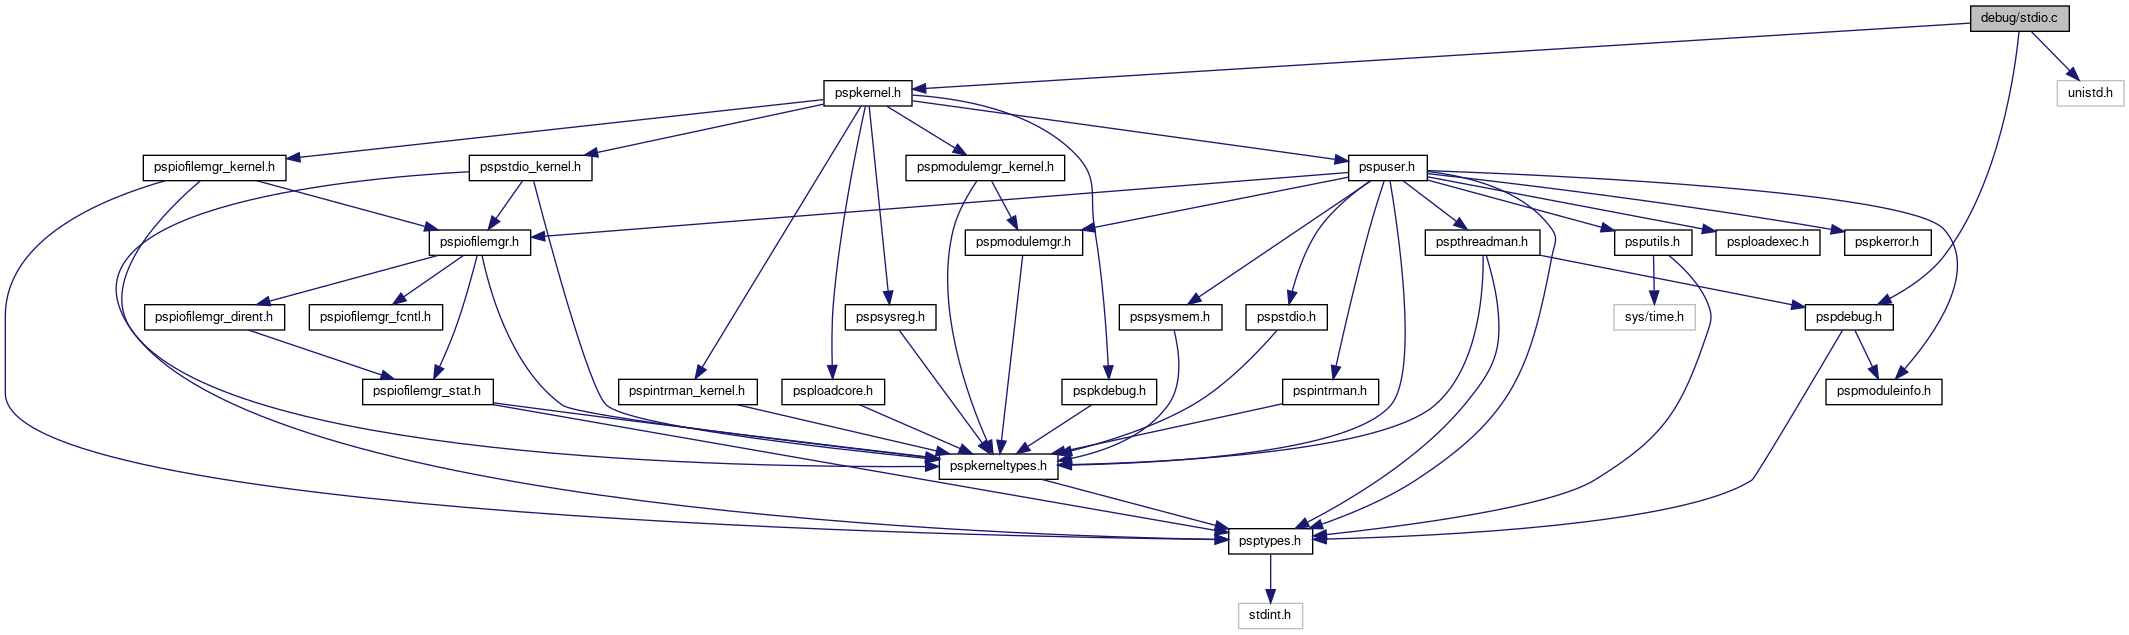 debug/stdio.c
pspkernel.h
unistd.h
pspiofilemgr_kernel.h
pspstdio_kernel.h
pspmodulemgr_kernel.h
pspuser.h
pspiofilemgr.h
pspmodulemgr.h
pspthreadman.h
psputils.h
psploadexec.h
pspkerror.h
pspiofilemgr_dirent.h
pspiofilemgr_fcntl.h
pspsysreg.h
pspsysmem.h
pspstdio.h
sys/time.h
pspdebug.h
pspiofilemgr_stat.h
pspintrman_kernel.h
psploadcore.h
pspkdebug.h
pspintrman.h
pspmoduleinfo.h
pspkerneltypes.h
psptypes.h
stdint.h